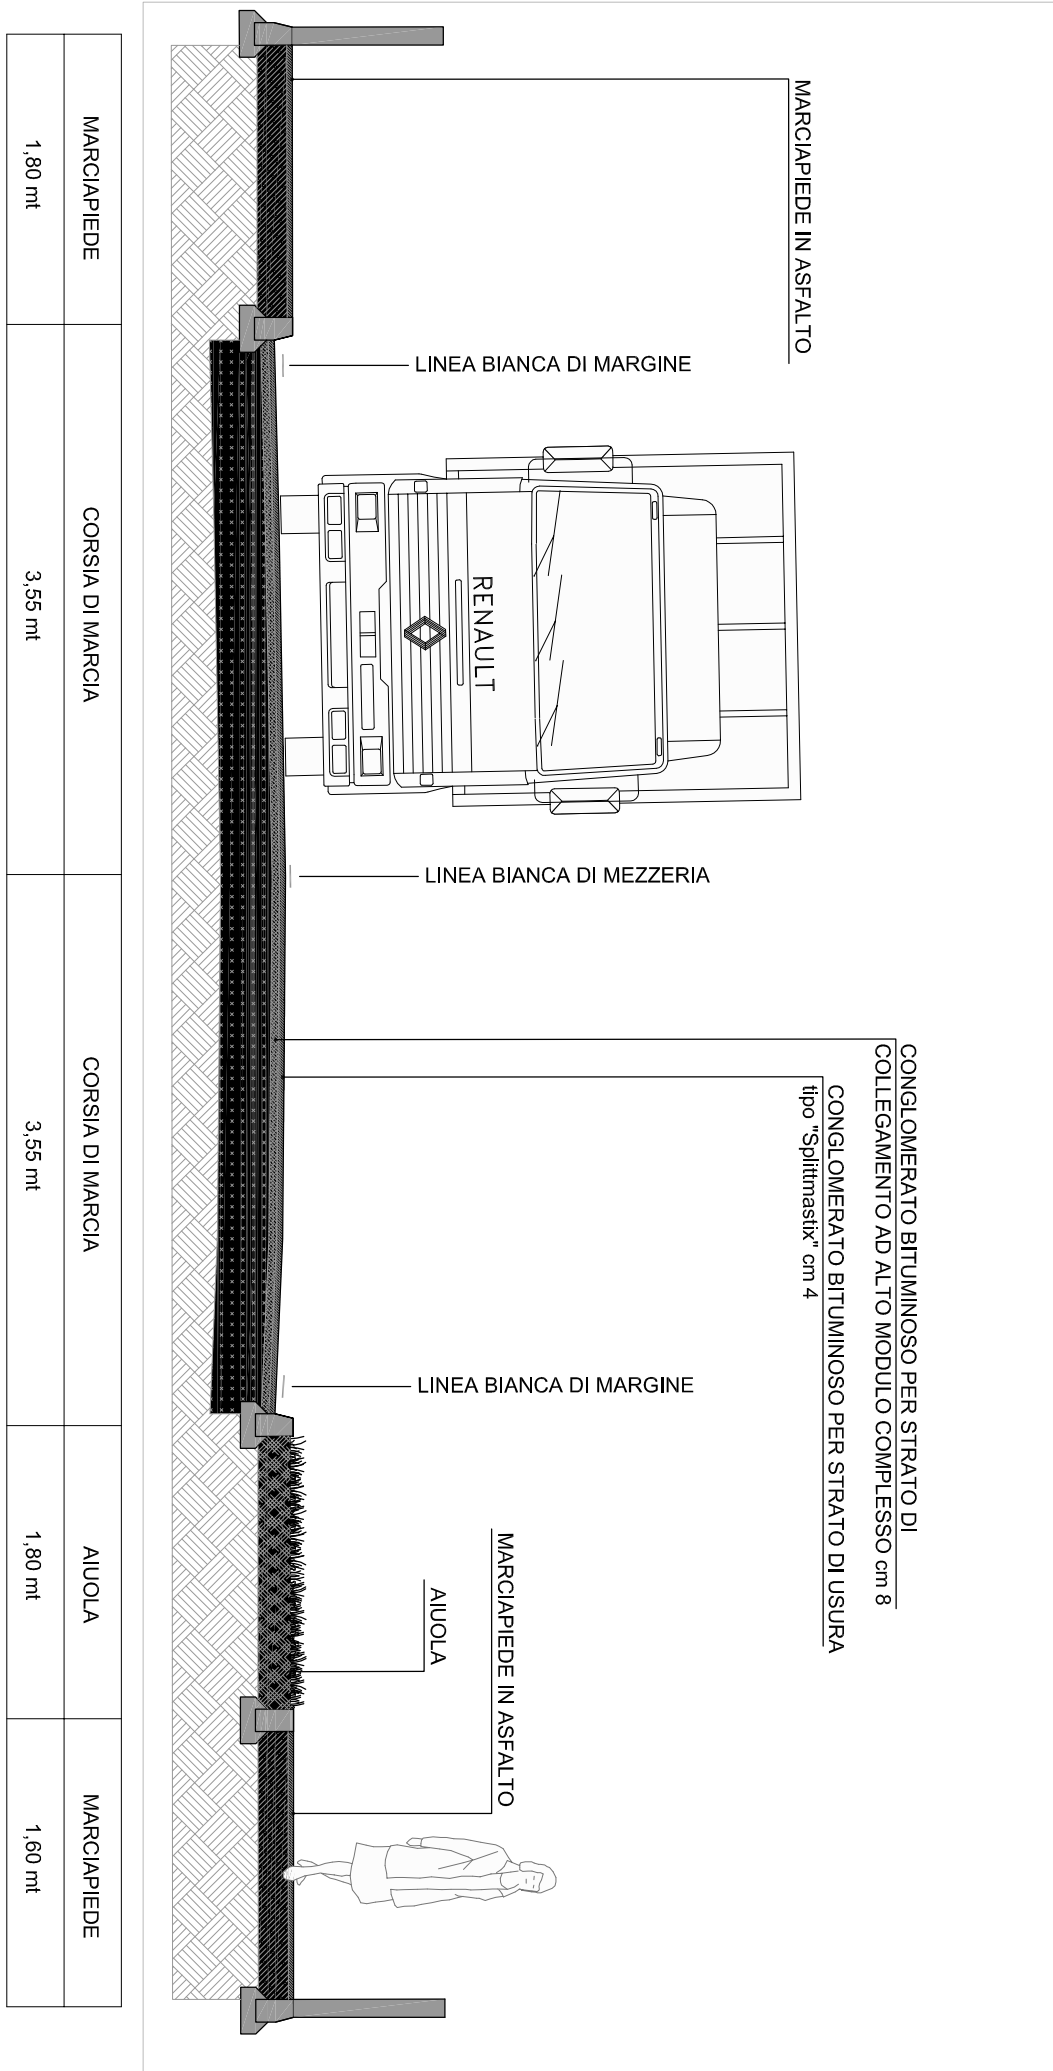 MARCIAPIEDE IN ASFALTO
LINEA BIANCA DI MARGINE
RENAULT
LINEA BIANCA DI MEZZERIA
CONGLOMERATO BITUMINOSO PER STRATO DI
COLLEGAMENTO AD ALTO MODULO COMPLESSO cm 8
CONGLOMERATO BITUMINOSO PER STRATO DI USURA
tipo "Splittmastix" cm 4
LINEA BIANCA DI MARGINE
MARCIAPIEDE IN ASFALTO
AIUOLA
MARCIAPIEDE
CORSIA DI MARCIA
CORSIA DI MARCIA
AIUOLA
MARCIAPIEDE
1,80 mt
3,55 mt
3,55 mt
1,80 mt
1,60 mt